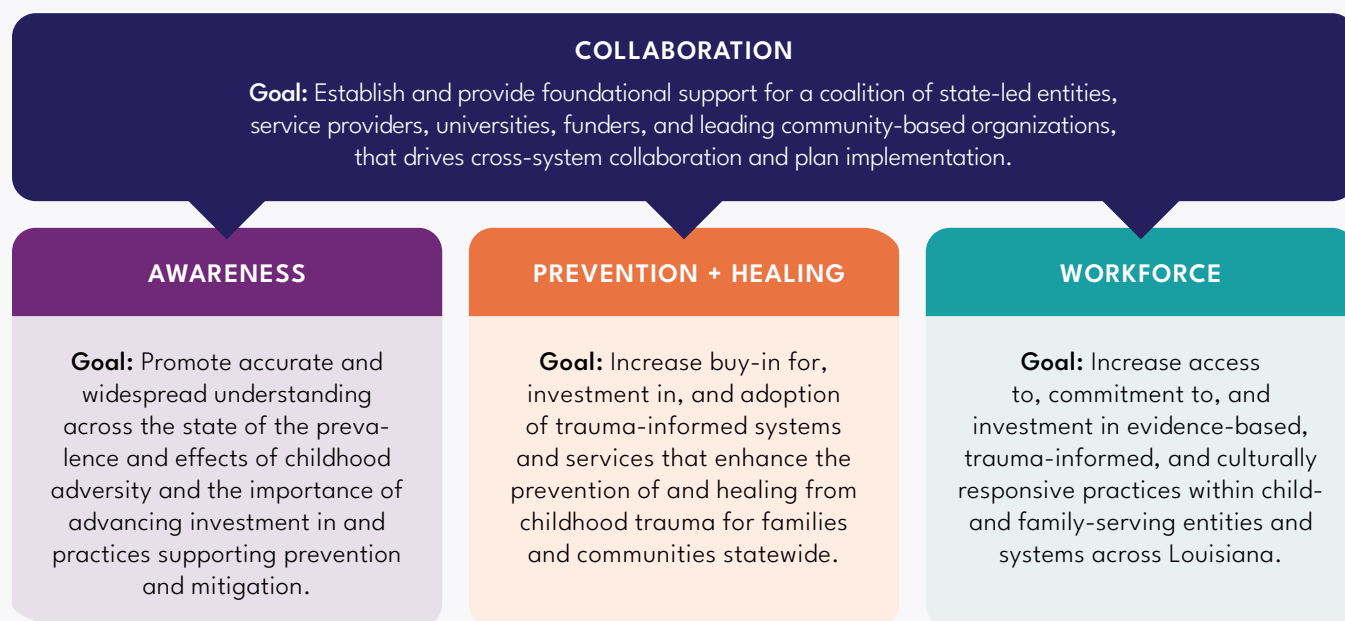 COLLABORATION
Goal: Establish and provide foundational support for a coalition of state-led entities,
service providers, universities, funders, and leading community-based organizations,
that drives cross-system collaboration and plan implementation.
AWARENESS
Goal: Promote accurate and
widespread understanding
across the state of the preva-
lence and effects of childhood
adversity and the importance of
advancing investment in and
practices supporting prevention
and mitigation.
PREVENTION + HEALING
Goal: Increase buy-in for,
investment in, and adoption
of trauma-informed systems
and services that enhance the
prevention of and healing from
childhood trauma for families
and communities statewide.
WORKFORCE
Goal: Increase access
to, commitment to, and
investment in evidence-based,
trauma-informed, and culturally
responsive practices within child-
and family-serving entities and
systems across Louisiana.